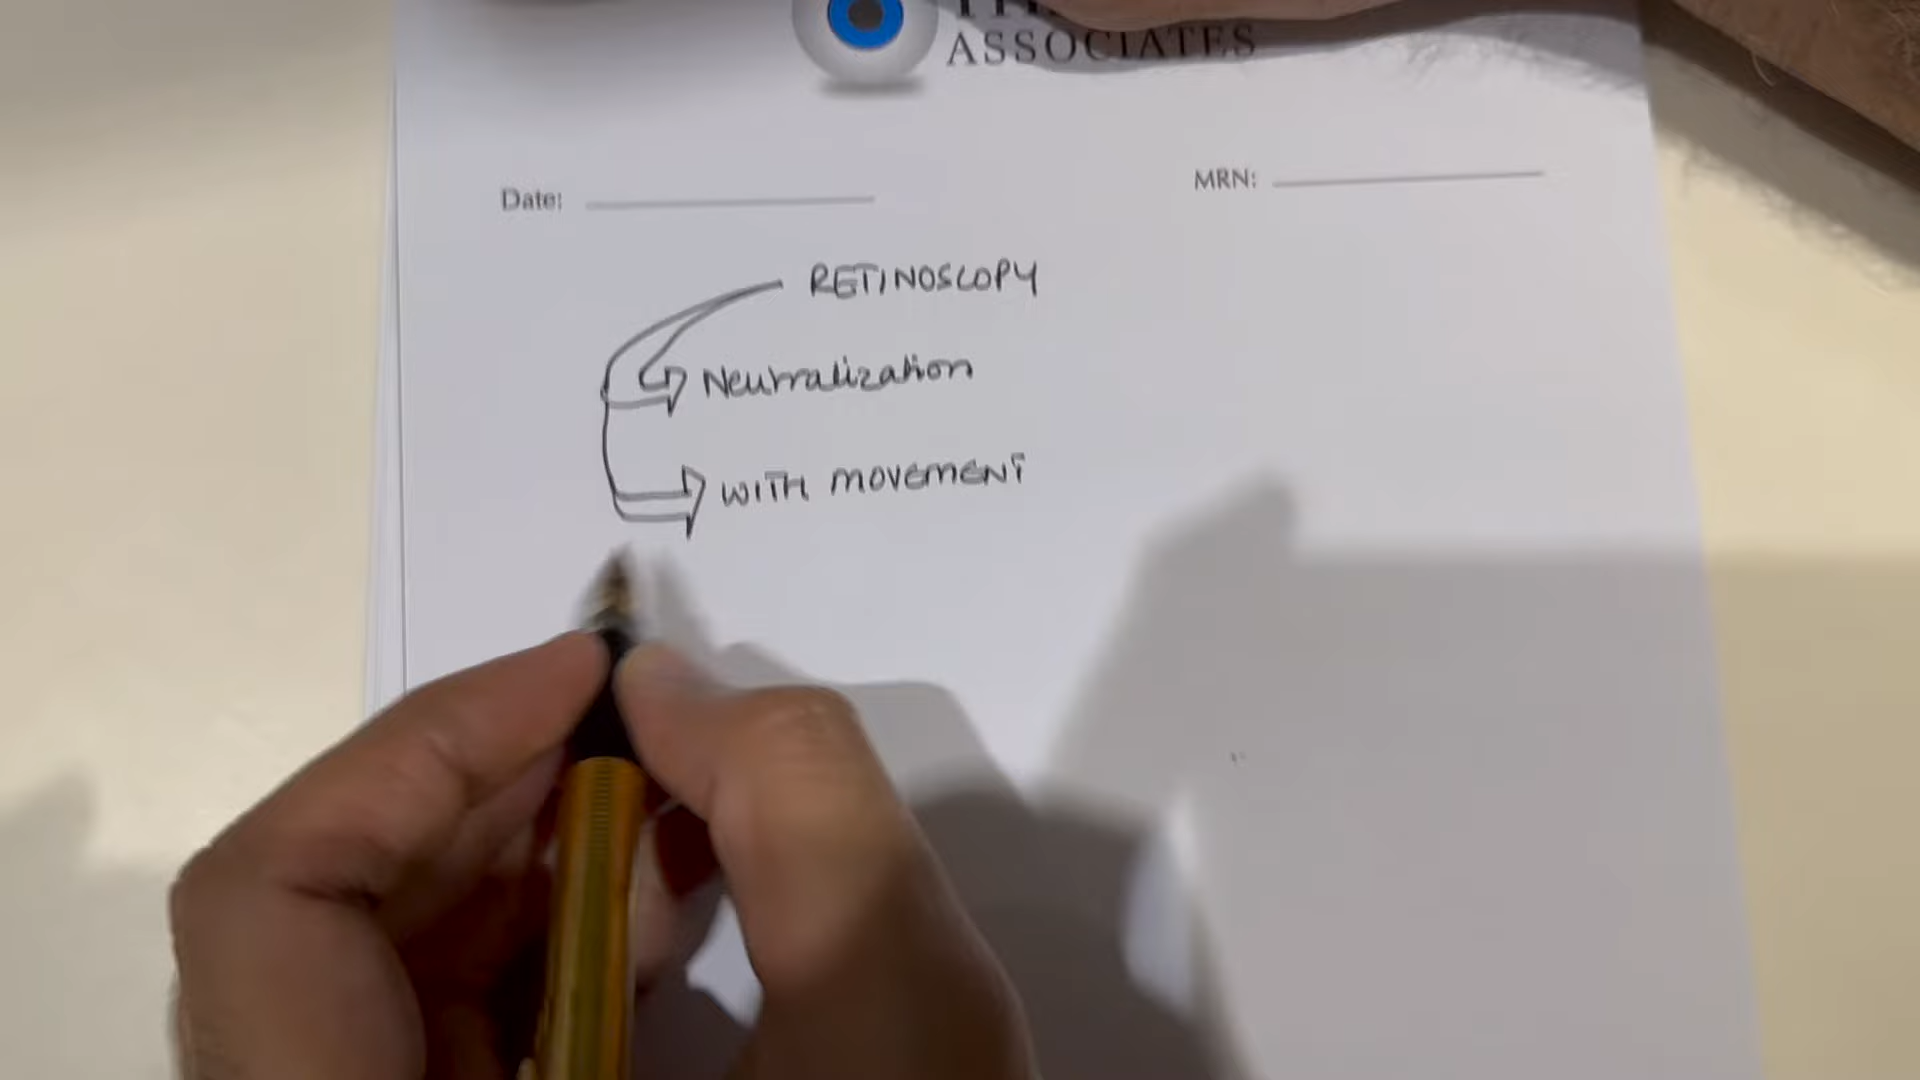 ASSOCIATES
Date: MRN:
RETINOSCOPY
Neutralization
WITH MOVEMENT